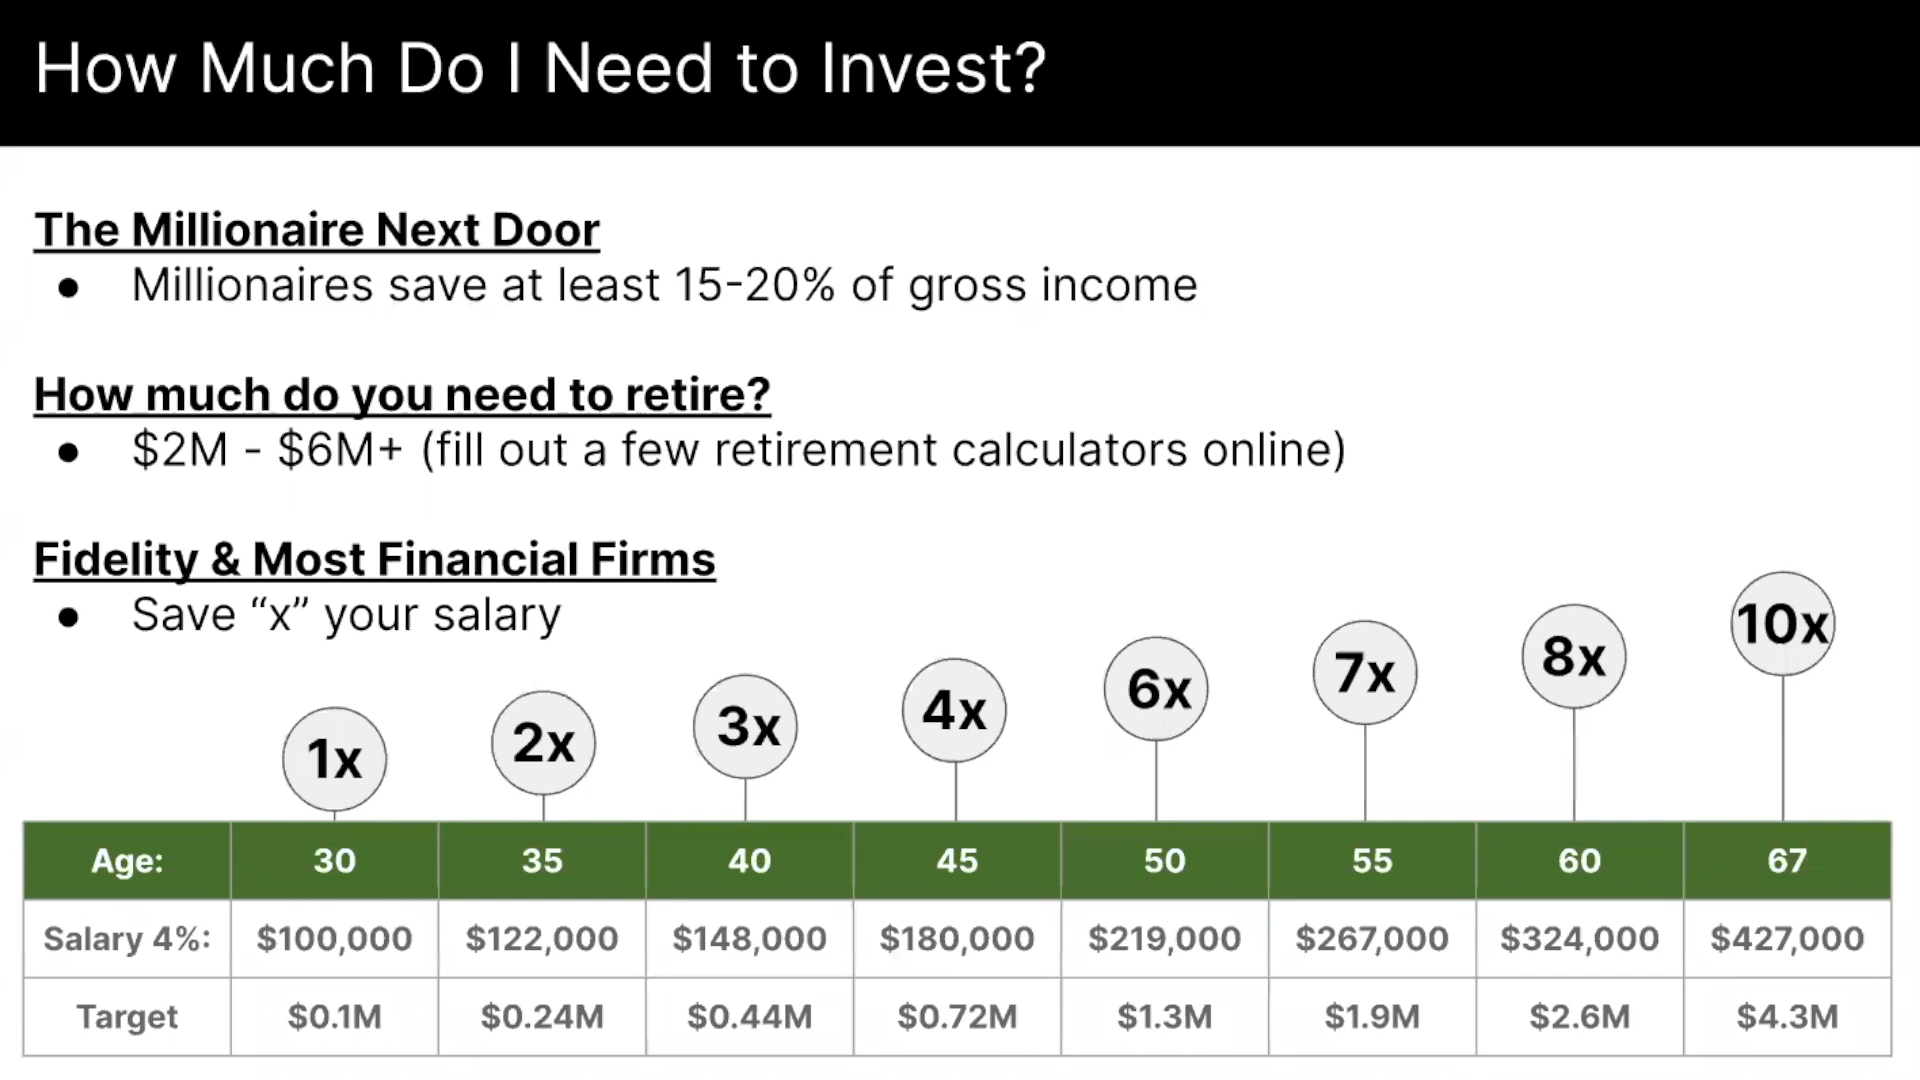 How Much Do I Need to Invest?
The Millionaire Next Door
● Millionaires save at least 15-20% of gross income
How much do you need to retire?
● $2M - $6M+ (fill out a few retirement calculators online)
Fidelity & Most Financial Firms
● Save “x” your salary
1x 2x 3x 4x 6x 7x 8x 10x
Age: 30 35 40 45 50 55 60 67
Salary 4%: $100,000 $122,000 $148,000 $180,000 $219,000 $267,000 $324,000 $427,000
Target $0.1M $0.24M $0.44M $0.72M $1.3M $1.9M $2.6M $4.3M